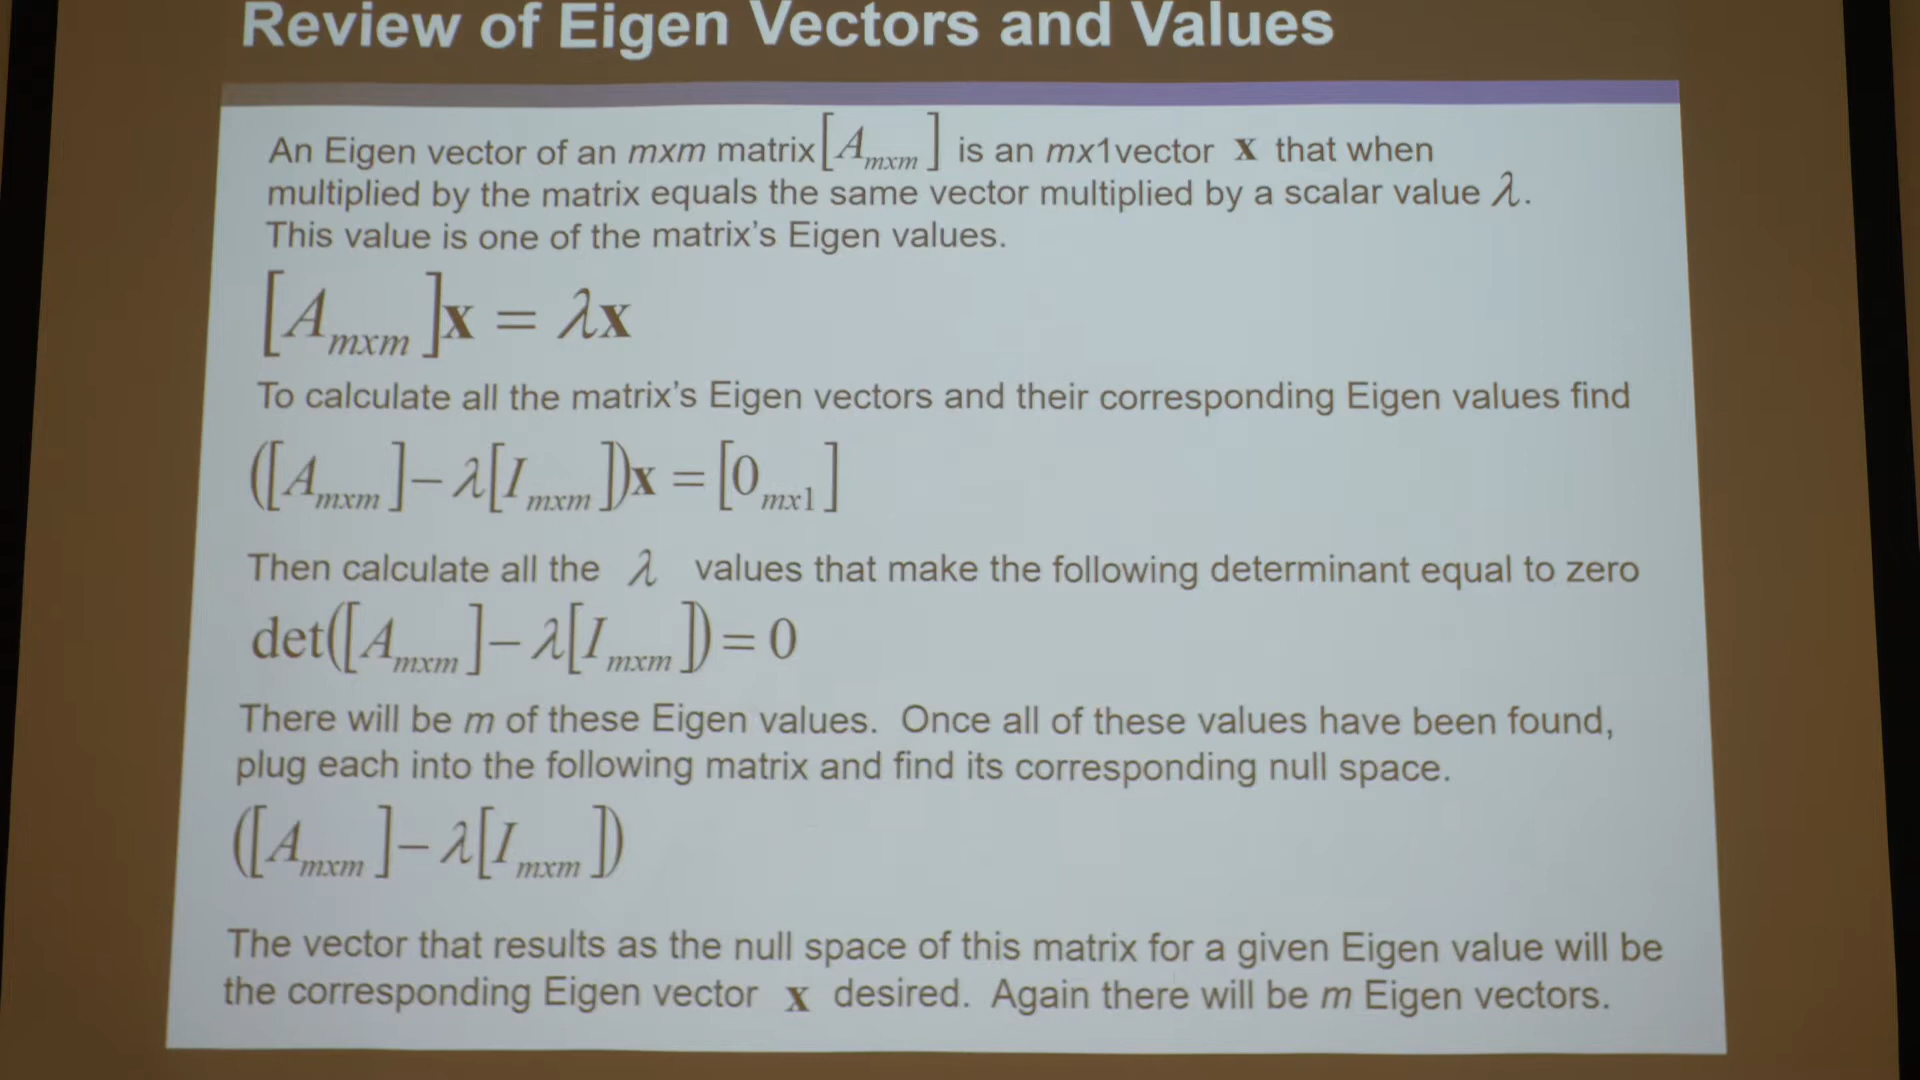 Review of Eigen Vectors and Values
An Eigen vector of an mxm matrix [A_mxm] is an mx1vector x that when
multiplied by the matrix equals the same vector multiplied by a scalar value λ.
This value is one of the matrix’s Eigen values.
[A_mxm]x = λx
To calculate all the matrix’s Eigen vectors and their corresponding Eigen values find
([A_mxm]−λ[I_mxm])x = [0_mx1]
Then calculate all the λ values that make the following determinant equal to zero
det([A_mxm]−λ[I_mxm]) = 0
There will be m of these Eigen values. Once all of these values have been found,
plug each into the following matrix and find its corresponding null space.
([A_mxm]−λ[I_mxm])
The vector that results as the null space of this matrix for a given Eigen value will be
the corresponding Eigen vector x desired. Again there will be m Eigen vectors.